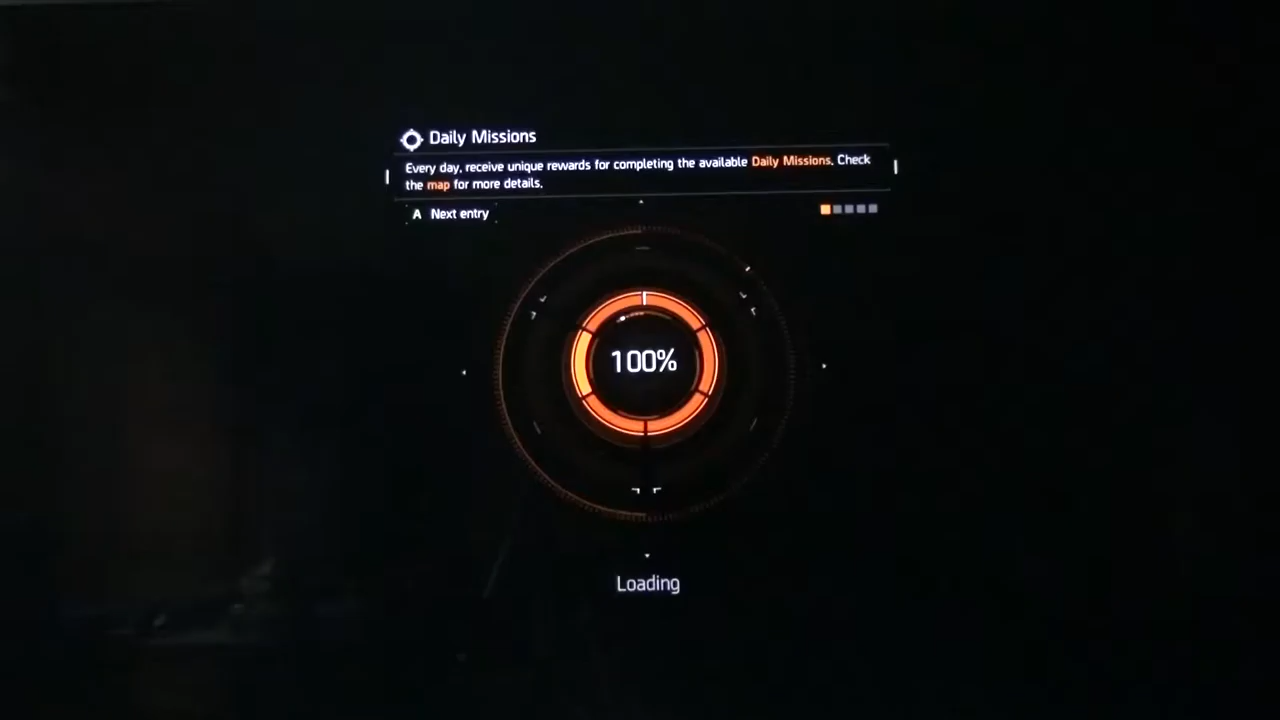 Daily Missions
Every day, receive unique rewards for completing the available Daily Missions. Check
the map for more details.
A Next entry
100%
Loading